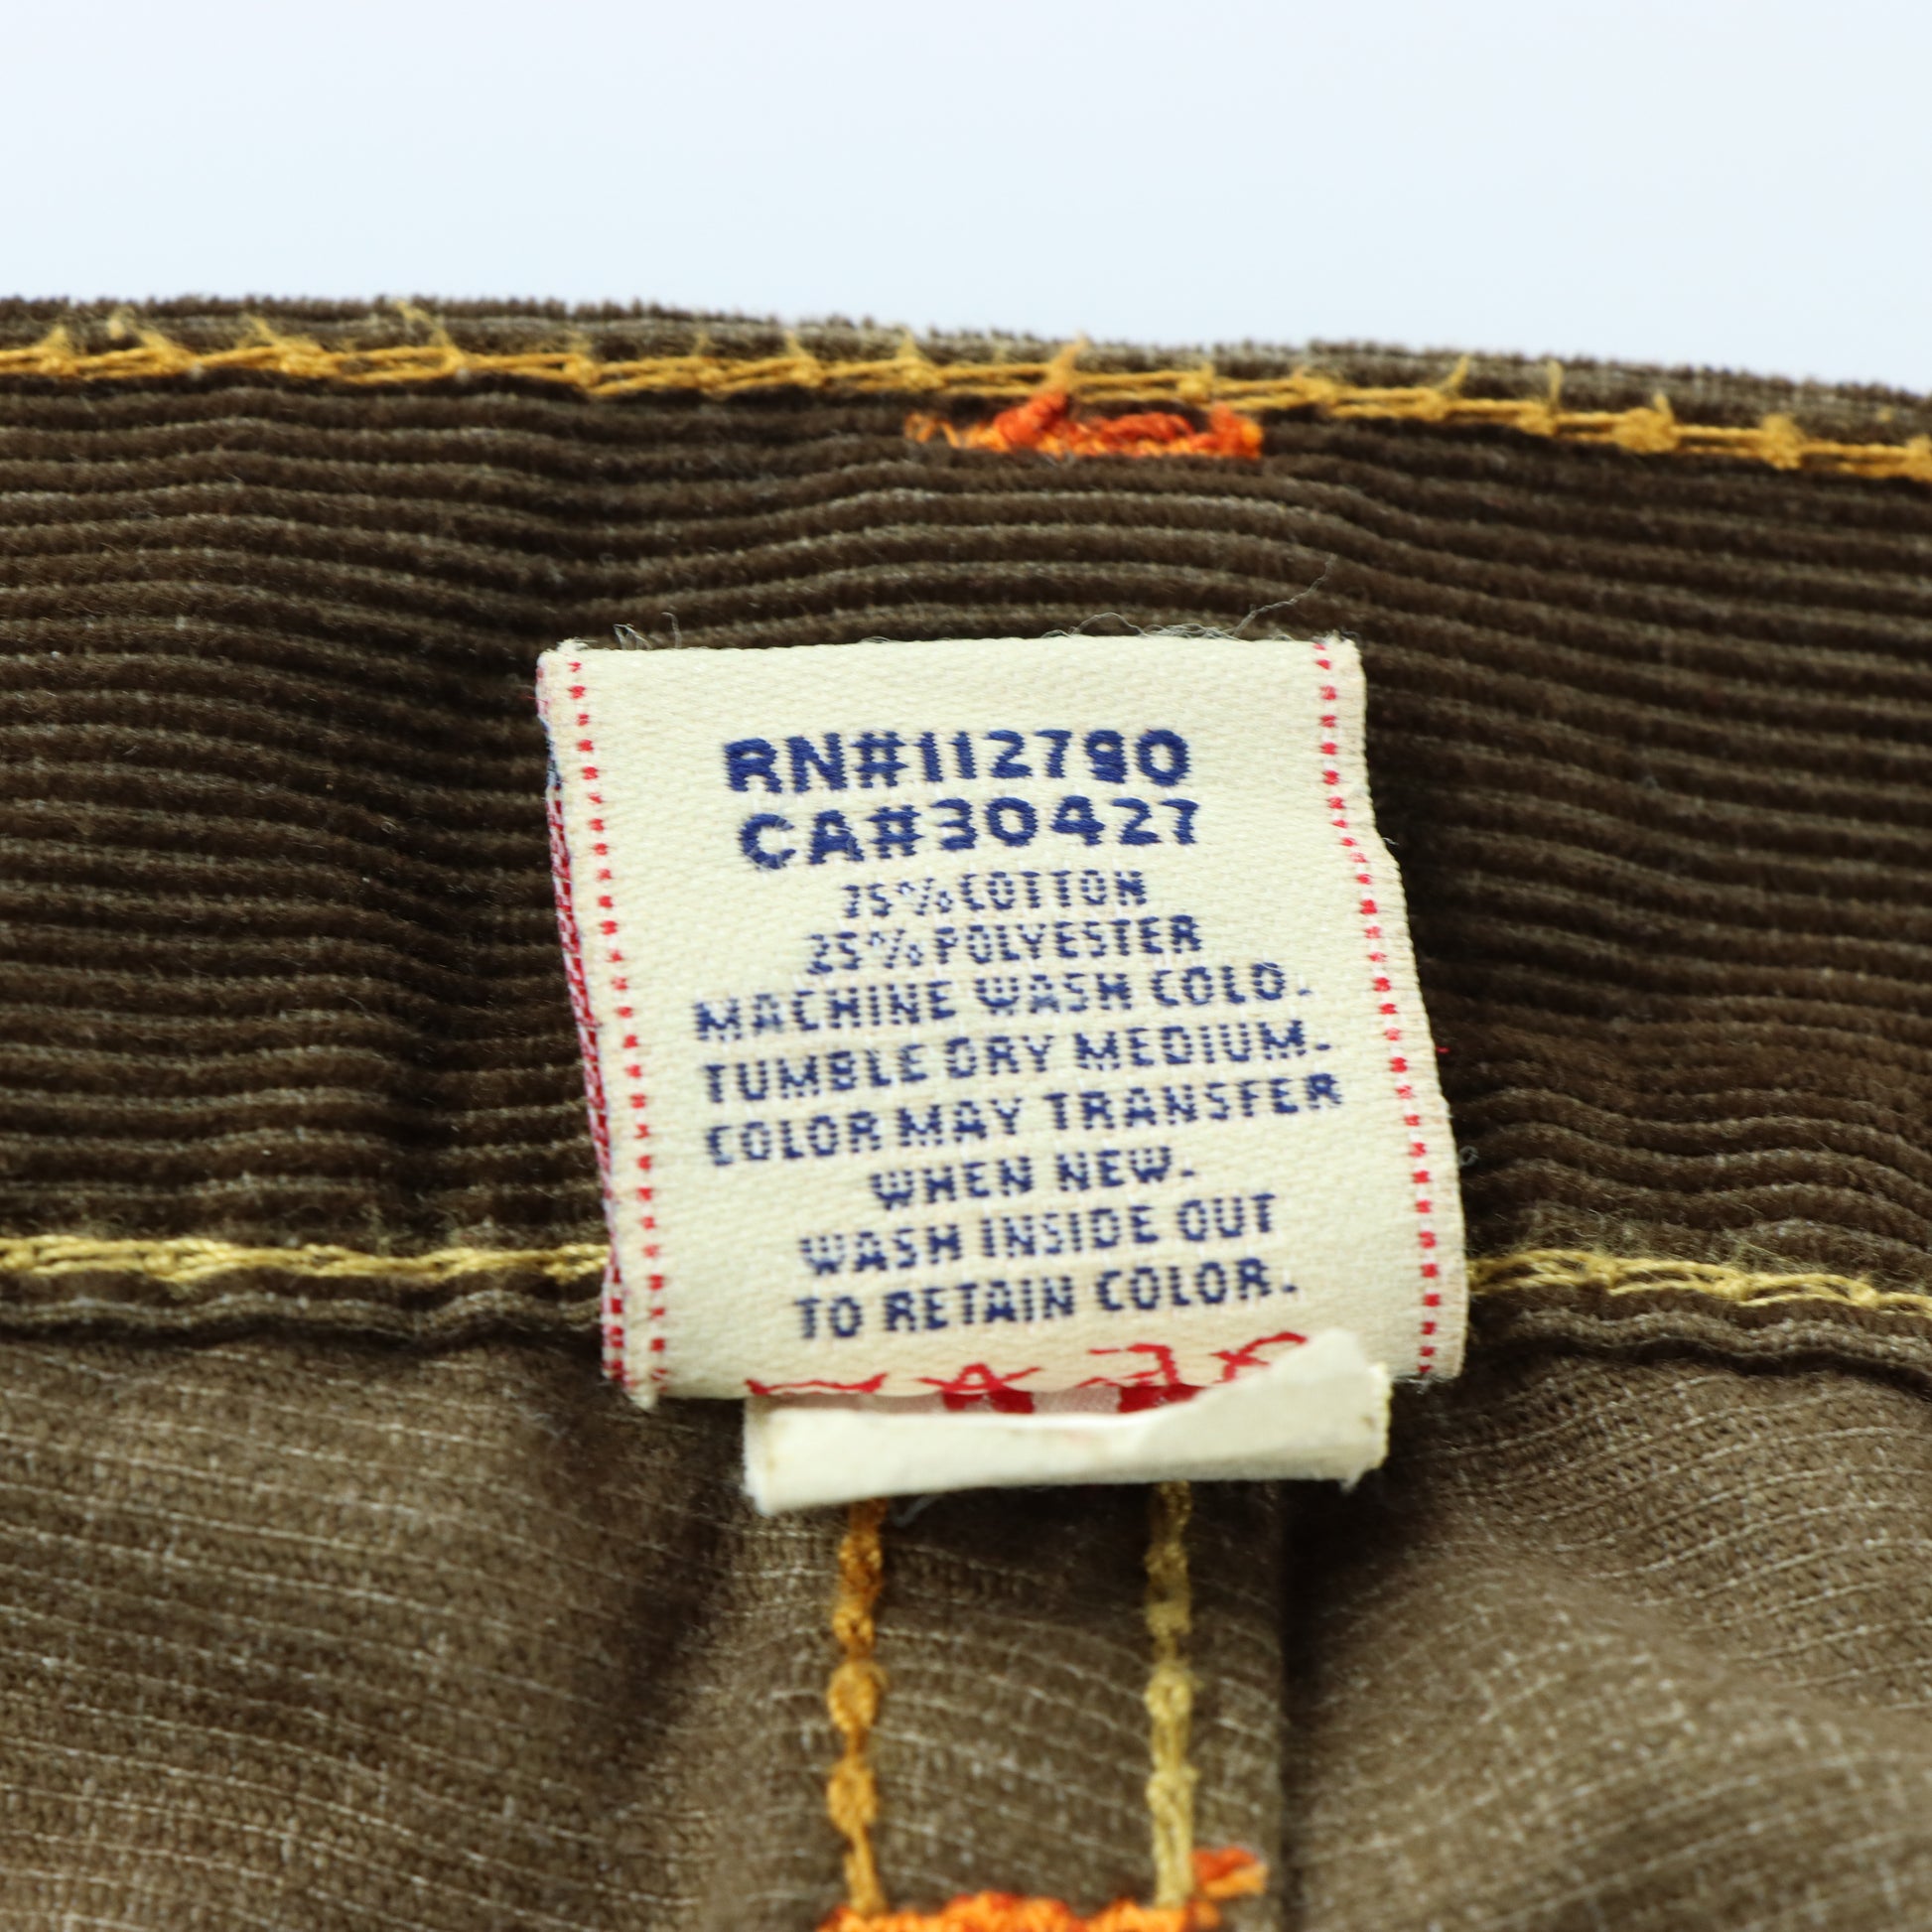 RN#112790
CA#30427
75% COTTON
25% POLYESTER
MACHINE WASH COLD.
TUMBLE DRY MEDIUM.
COLOR MAY TRANSFER
WHEN NEW.
WASH INSIDE OUT
TO RETAIN COLOR.